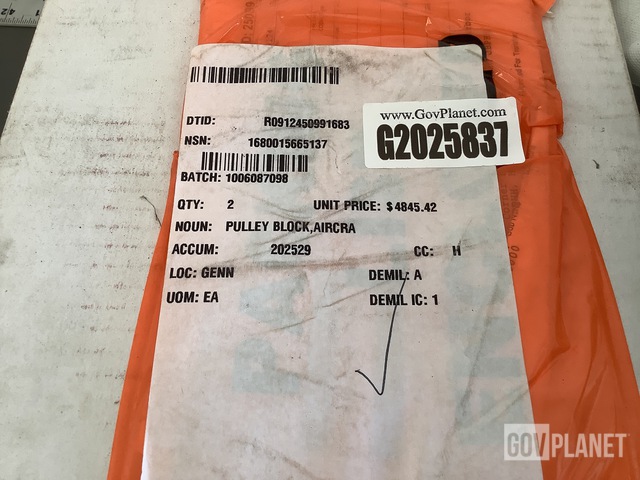 www.GovPlanet.com
G2025837
DTID: R0912450991683
NSN: 1680015665137
BATCH: 1006087098
QTY: 2 UNIT PRICE: $4845.42
NOUN: PULLEY BLOCK,AIRCRA
ACCUM: 202529 CC: H
LOC: GENN DEMIL: A
UOM: EA DEMIL IC: 1
GOVPLANET